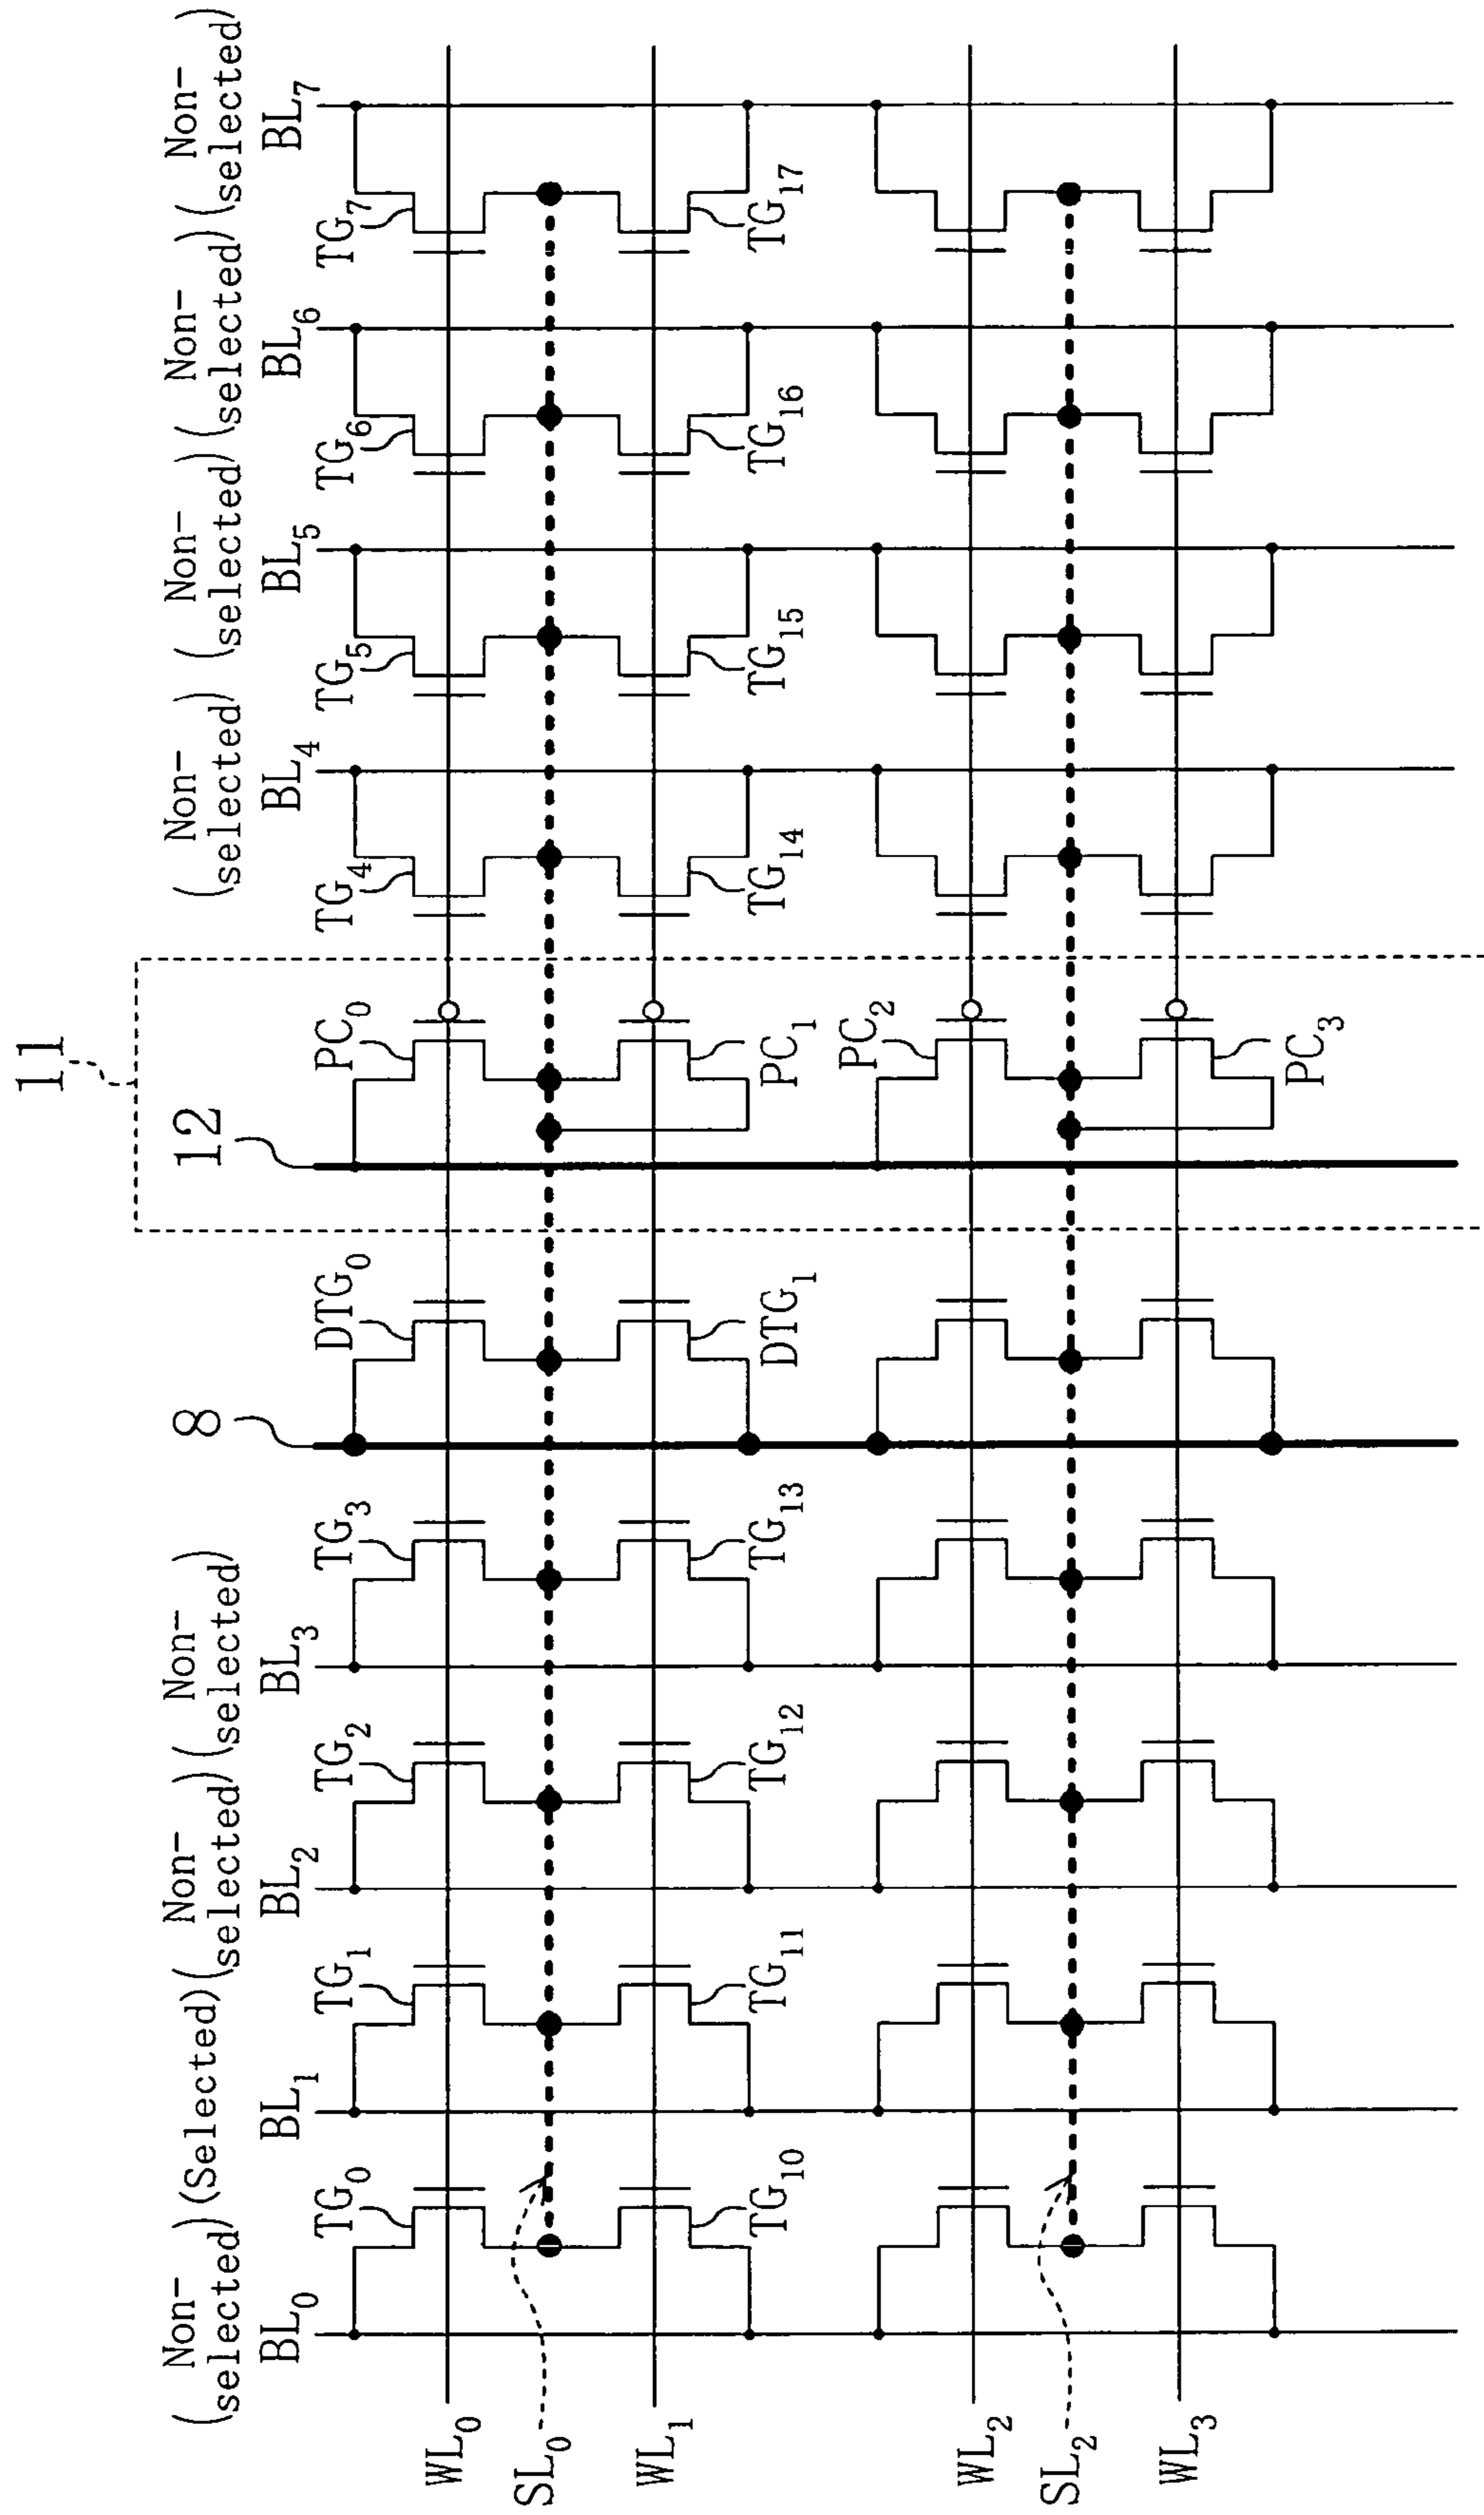 11
12
8
(Non-selected) (Selected) (Non-selected) (Non-selected) (Non-selected) (Non-selected) (Non-selected) (Non-selected)
BL0 BL1 BL2 BL3 BL4 BL5 BL6 BL7
TG0 TG1 TG2 TG3 DTG0 PC0 TG4 TG5 TG6 TG7
WL0
SL0
WL1
TG10 TG11 TG12 TG13 DTG1 PC1 TG14 TG15 TG16 TG17
PC2
WL2
SL2
WL3
PC3